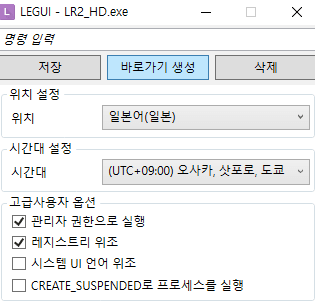 L LEGUI - LR2_HD.exe
명령 입력
저장 바로가기 생성 삭제
위치 설정
위치 일본어(일본)
시간대 설정
시간대 (UTC+09:00) 오사카, 삿포로, 도쿄
고급사용자 옵션
관리자 권한으로 실행
레지스트리 위조
시스템 UI 언어 위조
CREATE_SUSPENDED로 프로세스를 실행